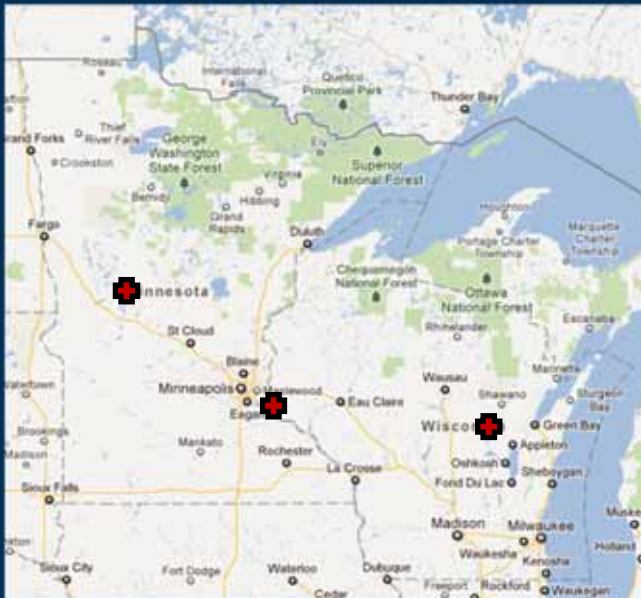 Roseau
International
Falls
Quetico
Provincial Park
Thunder Bay
Thief
River Falls
Grand Forks
Crookston
George
Washington
State Forest
Ely
Superior
National Forest
Bemidji
Virginia
Hibbing
Grand
Rapids
Houghton
Fargo
Duluth
Portage Charter
Township
Marquette
Charter
Township
Chequamegon
National Forest
Ottawa
National Forest
nnesota
Escanaba
St Cloud
Rhinelander
Blaine
Marinette
Minneapolis
Maplewood
Wausau
Watertown
Eagan
Eau Claire
Shawano
Sturgeon
Bay
Wiscon
Green Bay
Brookings
Mankato
Appleton
Madison
Rochester
Oshkosh
La Crosse
Fond Du Lac
Sheboygan
Sioux Falls
Madison
Milwaukee
Muske
Waukesha
Holland
Sioux City
Fort Dodge
Waterloo
Dubuque
Kenosha
Cedar
Freeport
Rockford
Waukegan